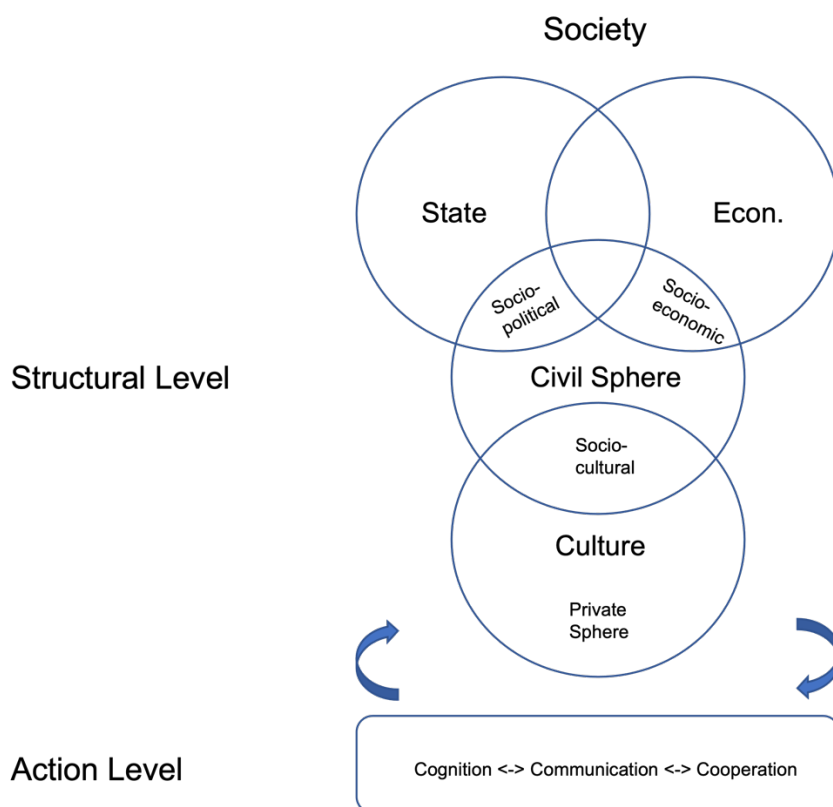 Society
State
Econ.
Socio-
political
Socio-
economic
Structural Level
Civil Sphere
Socio-
cultural
Culture
Private
Sphere
Action Level
Cognition <-> Communication <-> Cooperation